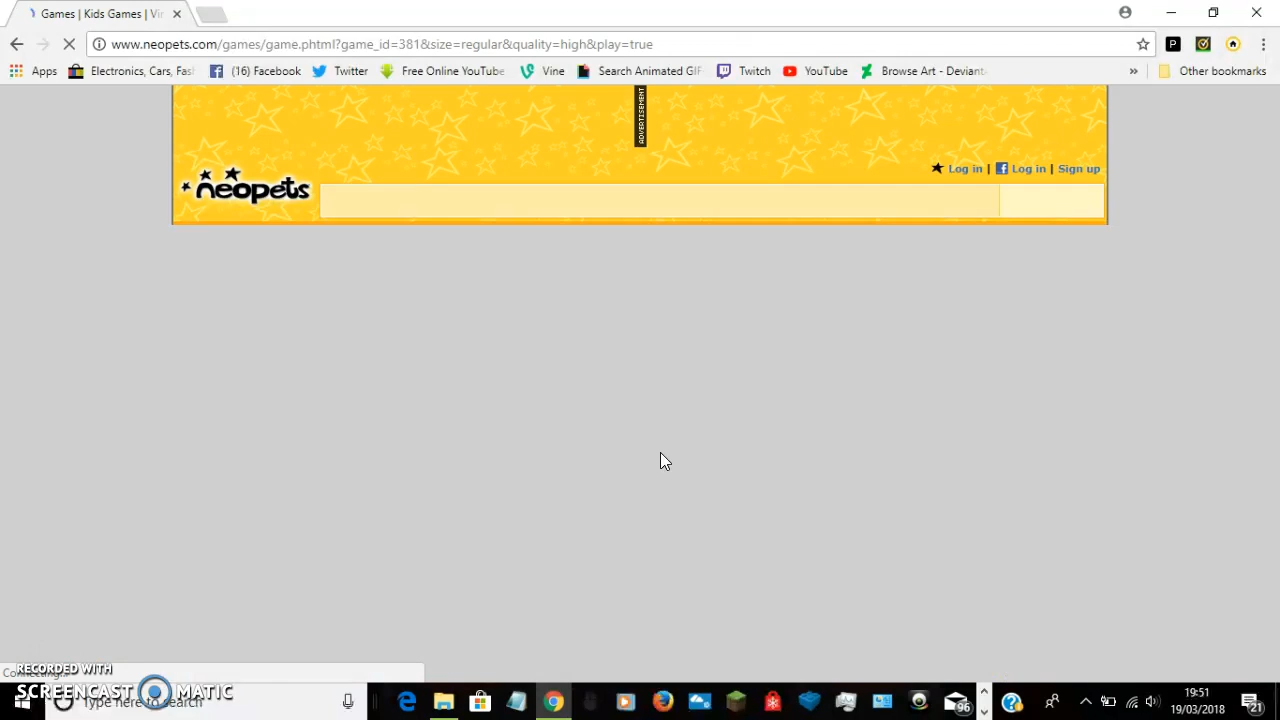 Games | Kids Games | Vir
www.neopets.com/games/game.phtml?game_id=381&size=regular&quality=high&play=true
P
Apps Electronics, Cars, Fas (16) Facebook Twitter Free Online YouTube Vine Search Animated GIF Twitch YouTube Browse Art - Deviant » Other bookmarks
ADVERTISEMENT
Log in | Log in | Sign up
neopets
RECORDED WITH
Connecting...
SCREENCAST MATIC
Type here to search
96
19:51
19/03/2018
21